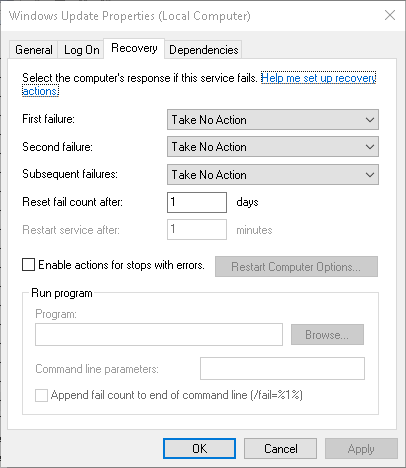 Windows Update Properties (Local Computer)
General Log On Recovery Dependencies
Select the computer's response if this service fails. Help me set up recovery
actions.
First failure: Take No Action
Second failure: Take No Action
Subsequent failures: Take No Action
Reset fail count after: 1 days
Restart service after: 1 minutes
Enable actions for stops with errors. Restart Computer Options...
Run program
Program:
Browse...
Command line parameters:
Append fail count to end of command line (/fail=%1%)
OK Cancel Apply